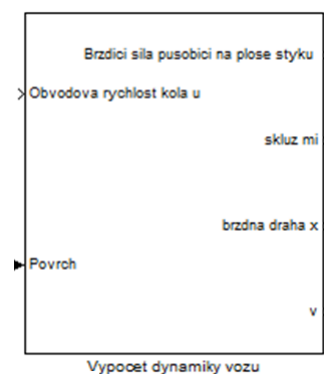 Brzdici sila pusobici na plose styku
Obvodova rychlost kola u
skluz mi
brzdna draha x
Povrch
v
Vypocet dynamiky vozu